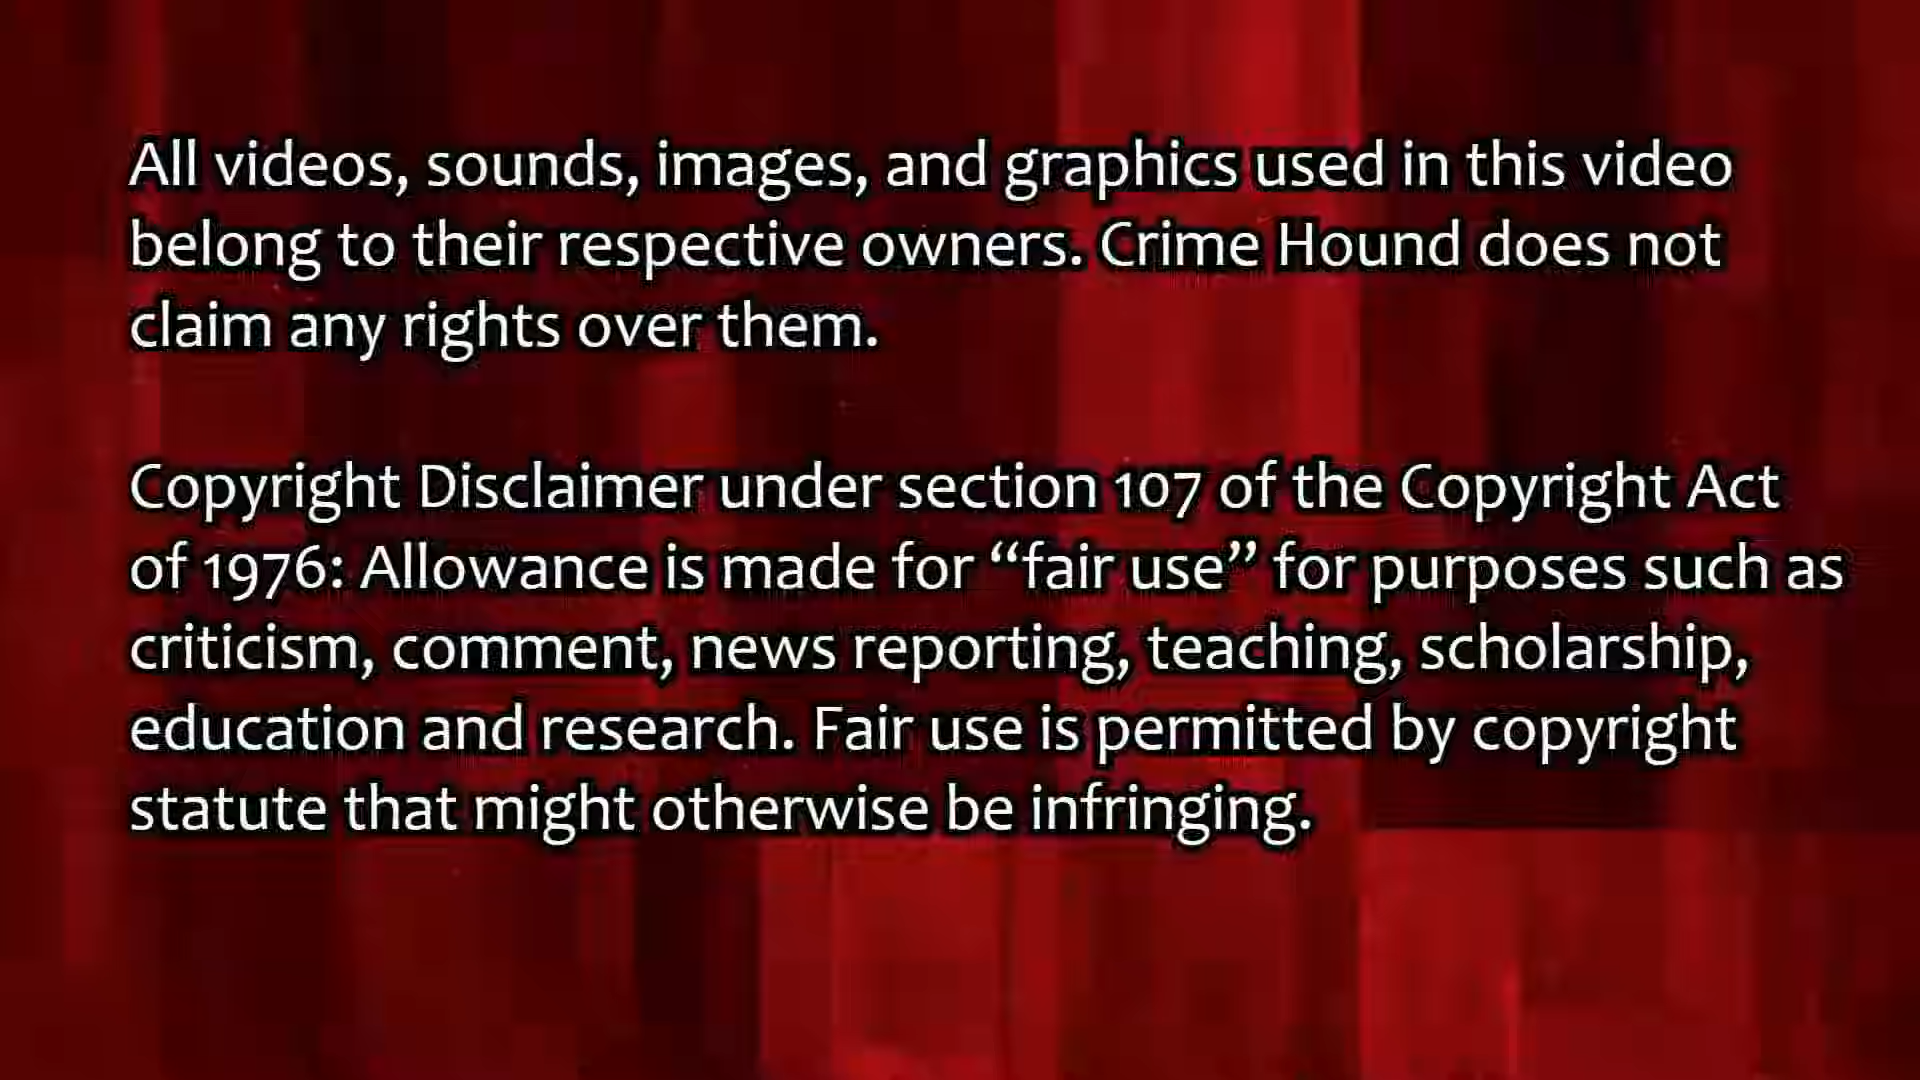 All videos, sounds, images, and graphics used in this video
belong to their respective owners. Crime Hound does not
claim any rights over them.
Copyright Disclaimer under section 107 of the Copyright Act
of 1976: Allowance is made for “fair use” for purposes such as
criticism, comment, news reporting, teaching, scholarship,
education and research. Fair use is permitted by copyright
statute that might otherwise be infringing.